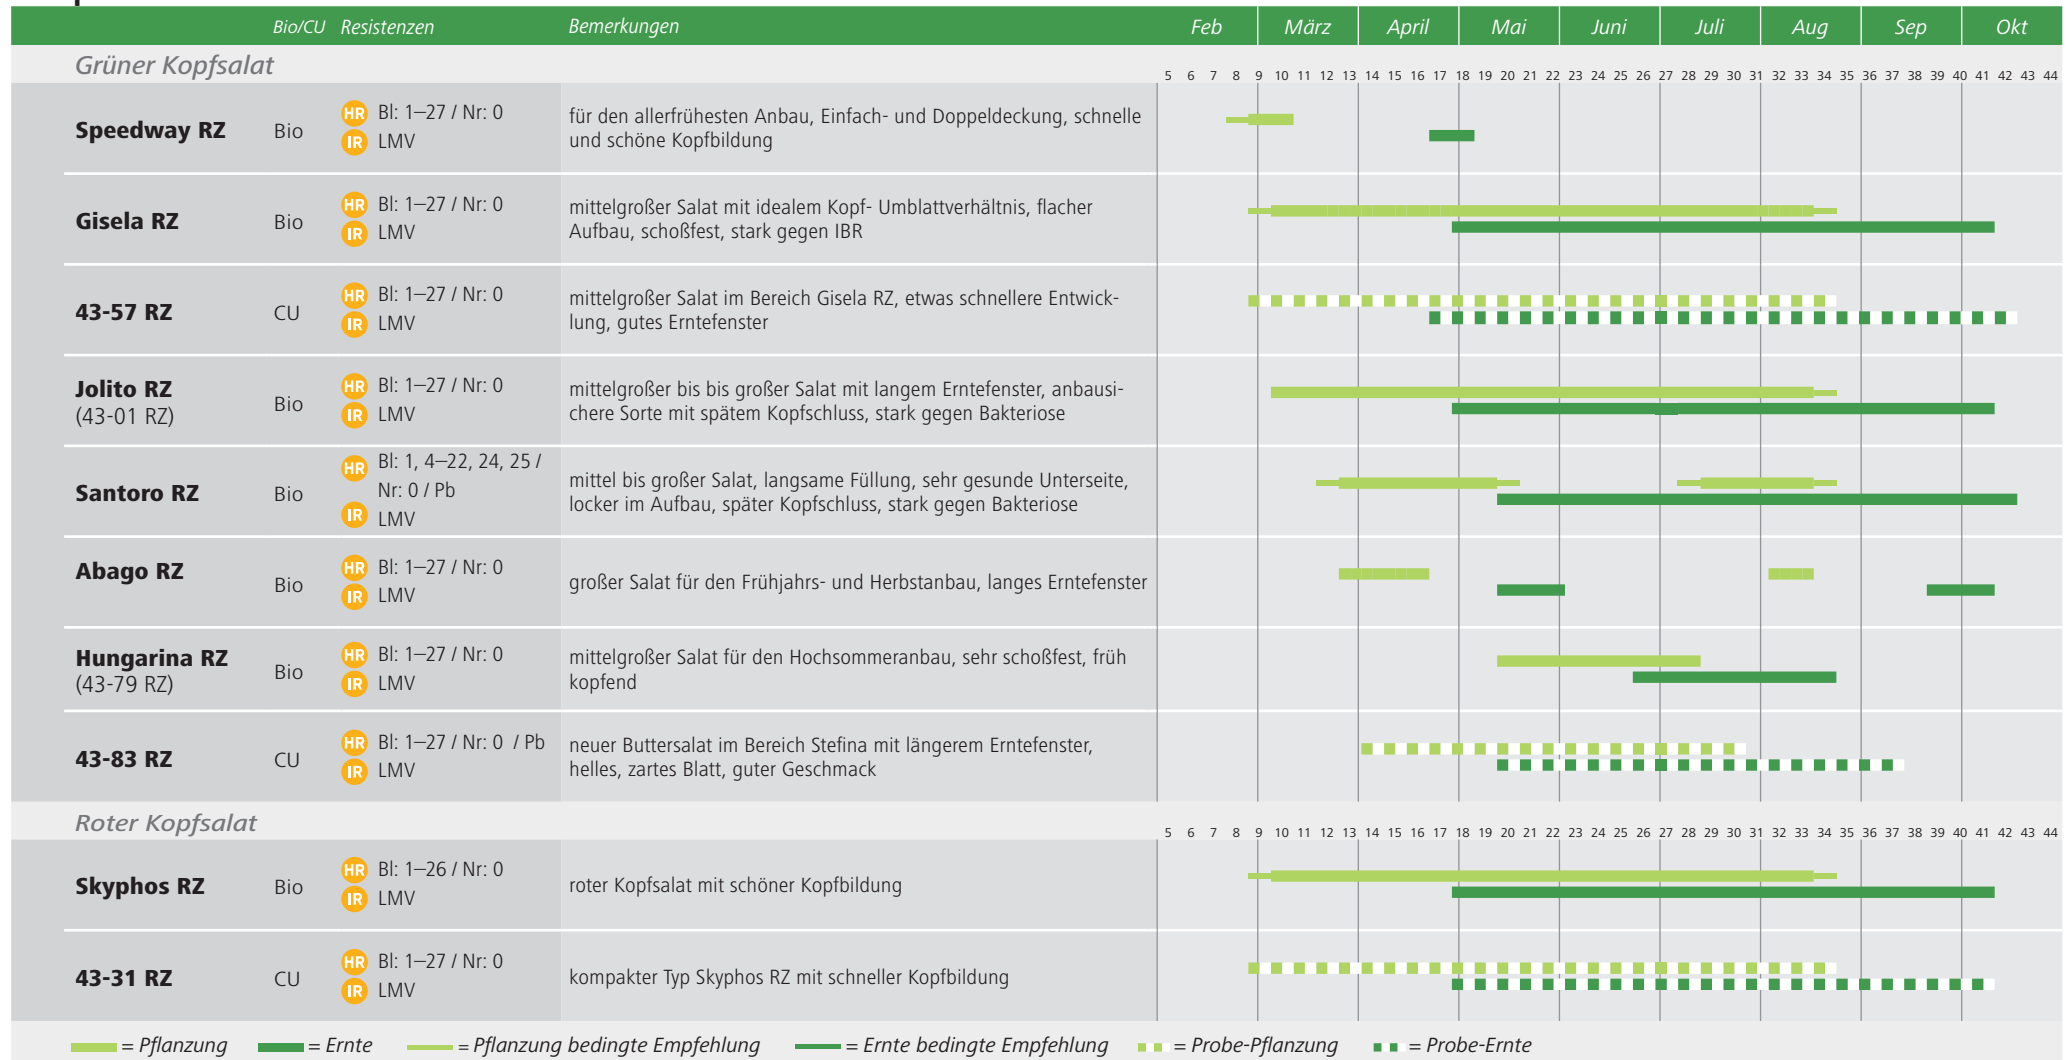 Bio/CU Resistenzen Bemerkungen Feb März April Mai Juni Juli Aug Sep Okt
Grüner Kopfsalat
5 6 7 8 9 10 11 12 13 14 15 16 17 18 19 20 21 22 23 24 25 26 27 28 29 30 31 32 33 34 35 36 37 38 39 40 41 42 43 44
Speedway RZ Bio HR Bl: 1–27 / Nr: 0
IR LMV
für den allerfrühesten Anbau, Einfach- und Doppeldeckung, schnelle
und schöne Kopfbildung
Gisela RZ Bio HR Bl: 1–27 / Nr: 0
IR LMV
mittelgroßer Salat mit idealem Kopf- Umblattverhältnis, flacher
Aufbau, schoßfest, stark gegen IBR
43-57 RZ CU HR Bl: 1–27 / Nr: 0
IR LMV
mittelgroßer Salat im Bereich Gisela RZ, etwas schnellere Entwick-
lung, gutes Erntefenster
Jolito RZ
(43-01 RZ)
Bio HR Bl: 1–27 / Nr: 0
IR LMV
mittelgroßer bis bis großer Salat mit langem Erntefenster, anbausi-
chere Sorte mit spätem Kopfschluss, stark gegen Bakteriose
Santoro RZ Bio HR Bl: 1, 4–22, 24, 25 /
Nr: 0 / Pb
IR LMV
mittel bis großer Salat, langsame Füllung, sehr gesunde Unterseite,
locker im Aufbau, später Kopfschluss, stark gegen Bakteriose
Abago RZ Bio HR Bl: 1–27 / Nr: 0
IR LMV
großer Salat für den Frühjahrs- und Herbstanbau, langes Erntefenster
Hungarina RZ
(43-79 RZ)
Bio HR Bl: 1–27 / Nr: 0
IR LMV
mittelgroßer Salat für den Hochsommeranbau, sehr schoßfest, früh
kopfend
43-83 RZ CU HR Bl: 1–27 / Nr: 0 / Pb
IR LMV
neuer Buttersalat im Bereich Stefina mit längerem Erntefenster,
helles, zartes Blatt, guter Geschmack
Roter Kopfsalat
5 6 7 8 9 10 11 12 13 14 15 16 17 18 19 20 21 22 23 24 25 26 27 28 29 30 31 32 33 34 35 36 37 38 39 40 41 42 43 44
Skyphos RZ Bio HR Bl: 1–26 / Nr: 0
IR LMV
roter Kopfsalat mit schöner Kopfbildung
43-31 RZ CU HR Bl: 1–27 / Nr: 0
IR LMV
kompakter Typ Skyphos RZ mit schneller Kopfbildung
= Pflanzung = Ernte = Pflanzung bedingte Empfehlung = Ernte bedingte Empfehlung = Probe-Pflanzung = Probe-Ernte